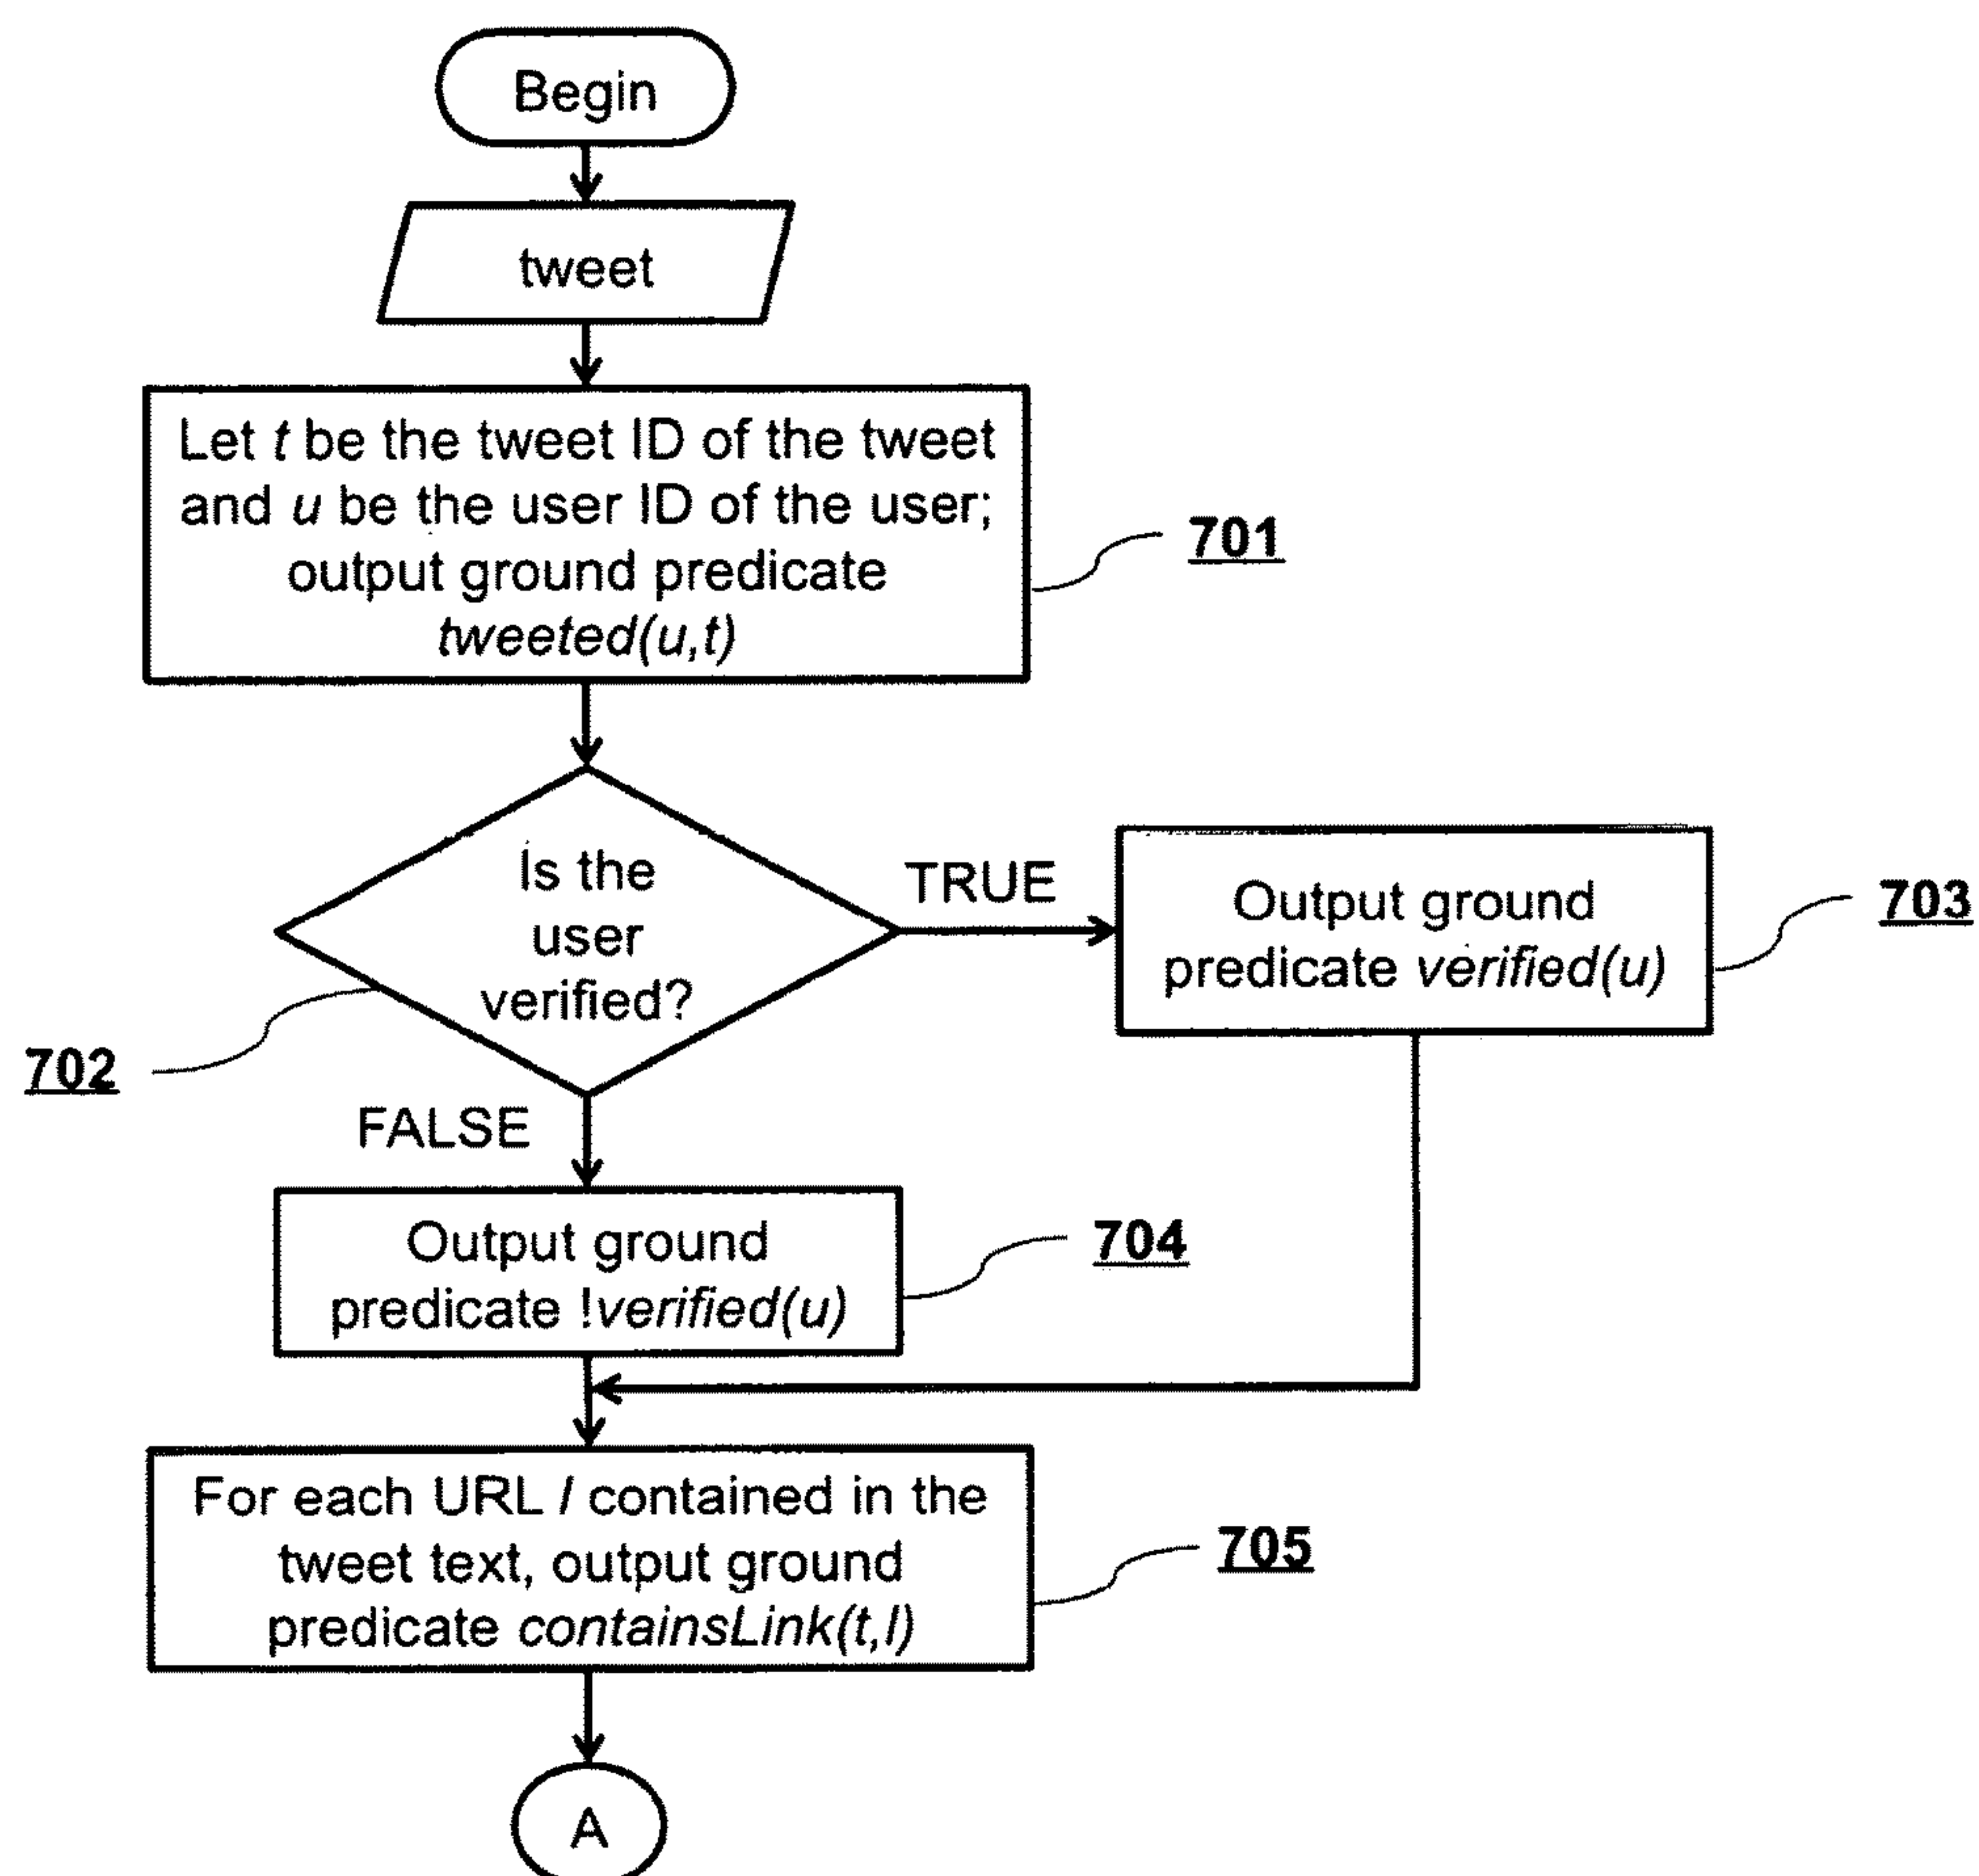 Begin
tweet
Let t be the tweet ID of the tweet
and u be the user ID of the user;
output ground predicate
tweeted(u,t)
701
Is the
user
verified?
702
TRUE
Output ground
predicate verified(u)
703
FALSE
Output ground
predicate !verified(u)
704
For each URL l contained in the
tweet text, output ground
predicate containsLink(t,l)
705
A